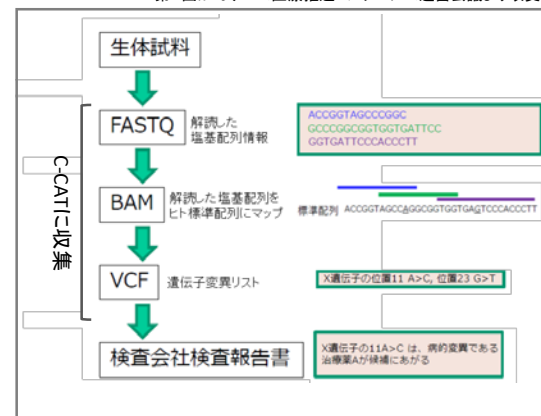 生体試料
FASTQ
解読した
塩基配列情報
ACCGGTAGCCCGGC
GCCCGGCGGTGGTGATTCC
GGTGATTCCCACCCTT
C-CATに収集
BAM
解読した塩基配列を
ヒト標準配列にマップ
標準配列 ACCGGTAGCCAGGCGGTGGTGAGTCCCACCCTT
VCF
遺伝子変異リスト
X遺伝子の位置11 A>C, 位置23 G>T
検査会社検査報告書
X遺伝子の11A>C は、病的変異である
治療薬Aが候補にあがる